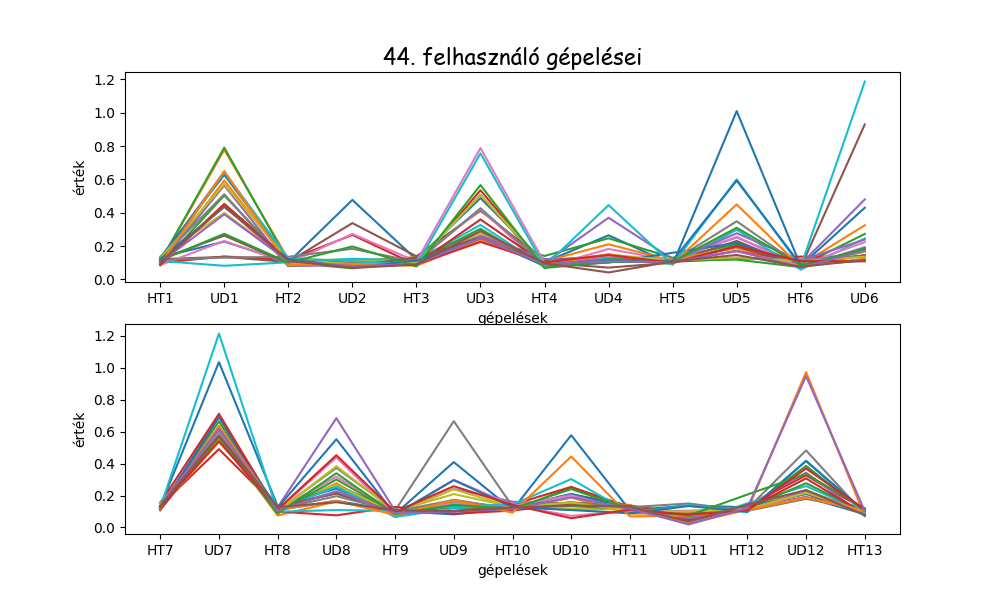 44. felhasználó gépelései
1.2
1.0
0.8
0.6
0.4
0.2
0.0
érték
HT1 UD1 HT2 UD2 HT3 UD3 HT4 UD4 HT5 UD5 HT6 UD6
gépelések
1.2
1.0
0.8
0.6
0.4
0.2
0.0
érték
HT7 UD7 HT8 UD8 HT9 UD9 HT10 UD10 HT11 UD11 HT12 UD12 HT13
gépelések